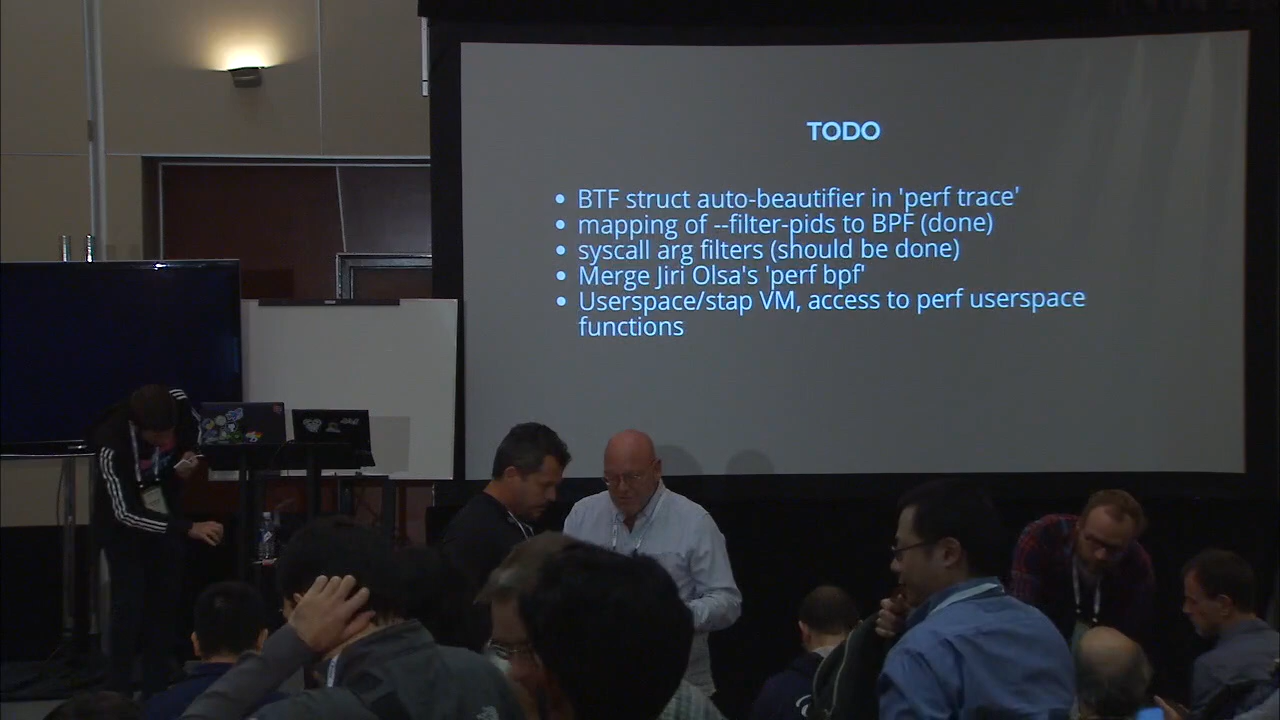 TODO
• BTF struct auto-beautifier in 'perf trace'
• mapping of --filter-pids to BPF (done)
• syscall arg filters (should be done)
• Merge Jiri Olsa's 'perf bpf'
• Userspace/stap VM, access to perf userspace
functions